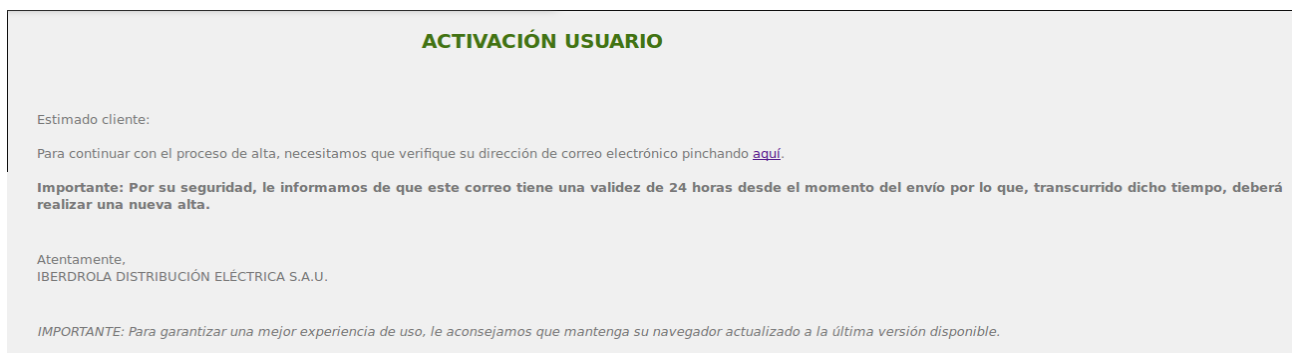 ACTIVACIÓN USUARIO
Estimado cliente:
Para continuar con el proceso de alta, necesitamos que verifique su dirección de correo electrónico pinchando aquí.
Importante: Por su seguridad, le informamos de que este correo tiene una validez de 24 horas desde el momento del envío por lo que, transcurrido dicho tiempo, deberá
realizar una nueva alta.
Atentamente,
IBERDROLA DISTRIBUCIÓN ELÉCTRICA S.A.U.
IMPORTANTE: Para garantizar una mejor experiencia de uso, le aconsejamos que mantenga su navegador actualizado a la última versión disponible.